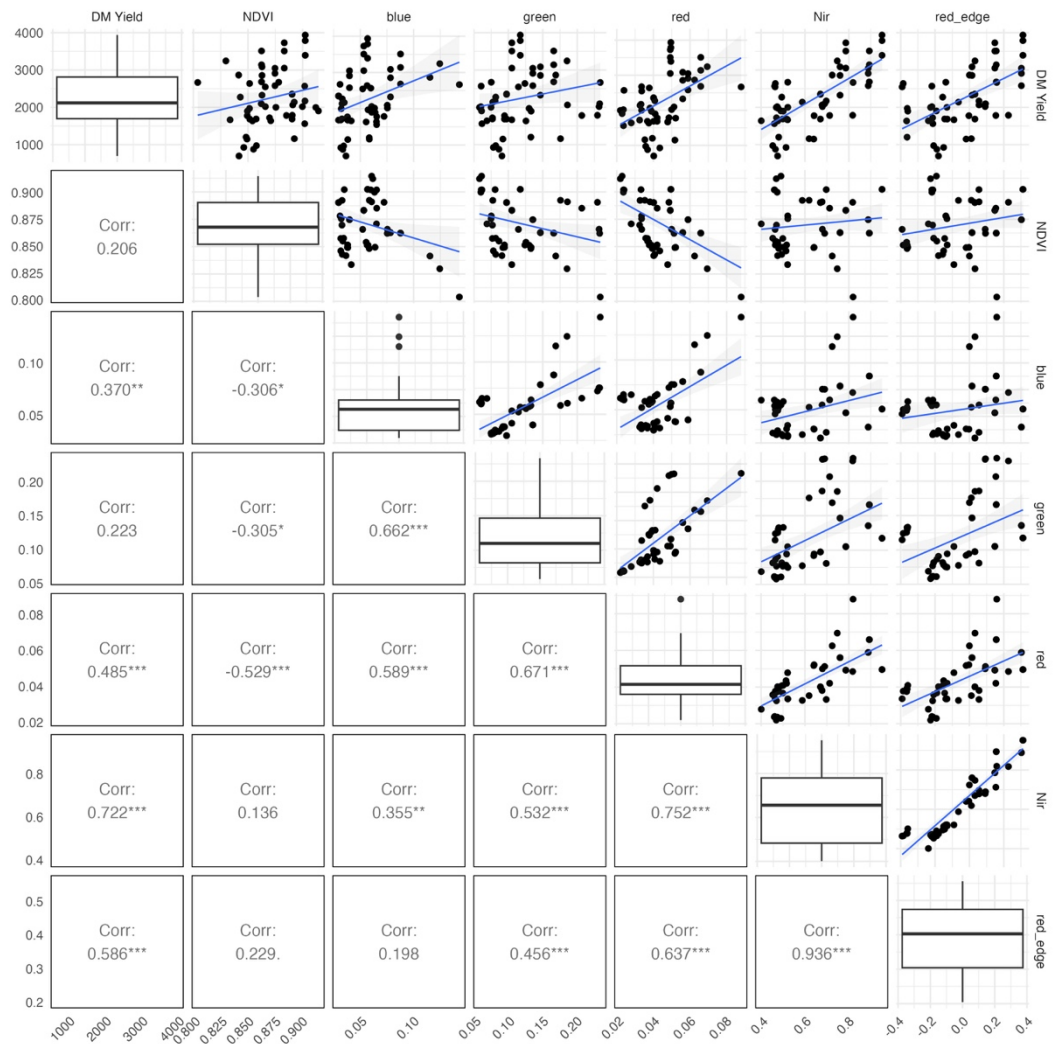 DM Yield NDVI blue green red Nir red_edge
4000
3000
2000
1000
DM Yield
0.900
0.875
0.850
0.825
0.800
Corr:
0.206
NDVI
0.10
0.05
Corr:
0.370**
Corr:
-0.306*
blue
0.20
0.15
0.10
0.05
Corr:
0.223
Corr:
-0.305*
Corr:
0.662***
green
0.08
0.06
0.04
0.02
Corr:
0.485***
Corr:
-0.529***
Corr:
0.589***
Corr:
0.671***
red
0.8
0.6
0.4
Corr:
0.722***
Corr:
0.136
Corr:
0.355**
Corr:
0.532***
Corr:
0.752***
Nir
0.5
0.4
0.3
0.2
Corr:
0.586***
Corr:
0.229.
Corr:
0.198
Corr:
0.456***
Corr:
0.637***
Corr:
0.936***
red_edge
1000 2000 3000 4000 0.800 0.825 0.850 0.875 0.900 0.05 0.10 0.05 0.10 0.15 0.20 0.02 0.04 0.06 0.08 0.4 0.6 0.8 -0.4 -0.2 0.0 0.2 0.4